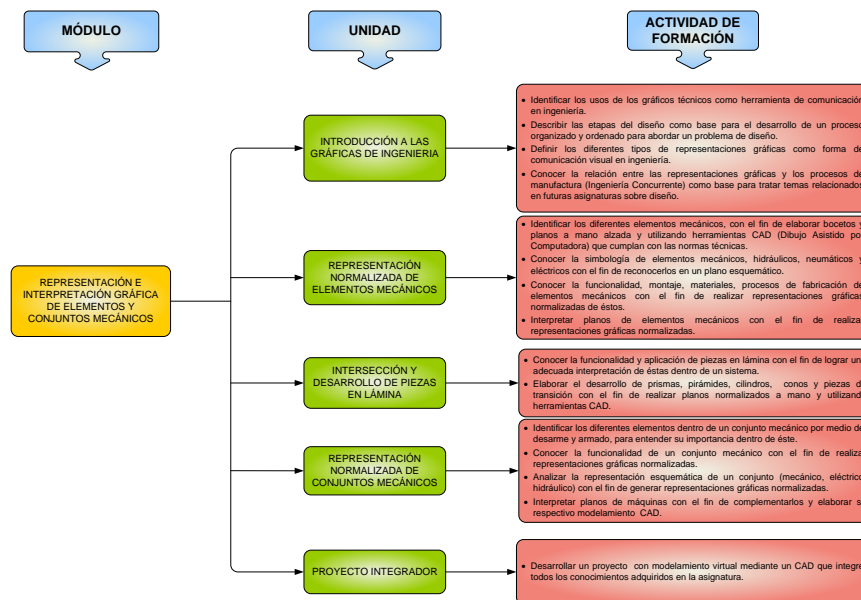 MÓDULO
UNIDAD
ACTIVIDAD DE
FORMACIÓN
REPRESENTACIÓN E
INTERPRETACIÓN GRÁFICA
DE ELEMENTOS Y
CONJUNTOS MECÁNICOS
INTRODUCCIÓN A LAS
GRÁFICAS DE INGENIERIA
• Identificar los usos de los gráficos técnicos como herramienta de comunicación
en ingeniería.
• Describir las etapas del diseño como base para el desarrollo de un proceso
organizado y ordenado para abordar un problema de diseño.
• Definir los diferentes tipos de representaciones gráficas como forma de
comunicación visual en ingeniería.
• Conocer la relación entre las representaciones gráficas y los procesos de
manufactura (Ingeniería Concurrente) como base para tratar temas relacionados
en futuras asignaturas sobre diseño.
REPRESENTACIÓN
NORMALIZADA DE
ELEMENTOS MECÁNICOS
• Identificar los diferentes elementos mecánicos, con el fin de elaborar bocetos y
planos a mano alzada y utilizando herramientas CAD (Dibujo Asistido po
Computadora) que cumplan con las normas técnicas.
• Conocer la simbología de elementos mecánicos, hidráulicos, neumáticos y
eléctricos con el fin de reconocerlos en un plano esquemático.
• Conocer la funcionalidad, montaje, materiales, procesos de fabricación de
elementos mecánicos con el fin de realizar representaciones gráficas
normalizadas de éstos.
• Interpretar planos de elementos mecánicos con el fin de realiza
representaciones gráficas normalizadas.
INTERSECCIÓN Y
DESARROLLO DE PIEZAS
EN LÁMINA
• Conocer la funcionalidad y aplicación de piezas en lámina con el fin de lograr un
adecuada interpretación de éstas dentro de un sistema.
• Elaborar el desarrollo de prismas, pirámides, cilindros, conos y piezas d
transición con el fin de realizar planos normalizados a mano y utilizand
herramientas CAD.
REPRESENTACIÓN
NORMALIZADA DE
CONJUNTOS MECÁNICOS
• Identificar los diferentes elementos dentro de un conjunto mecánico por medio de
desarme y armado, para entender su importancia dentro de éste.
• Conocer la funcionalidad de un conjunto mecánico con el fin de realiza
representaciones gráficas normalizadas.
• Analizar la representación esquemática de un conjunto (mecánico, eléctrico
hidráulico) con el fin de generar representaciones gráficas normalizadas.
• Interpretar planos de máquinas con el fin de complementarlos y elaborar s
respectivo modelamiento CAD.
PROYECTO INTEGRADOR
• Desarrollar un proyecto con modelamiento virtual mediante un CAD que integre
todos los conocimientos adquiridos en la asignatura.